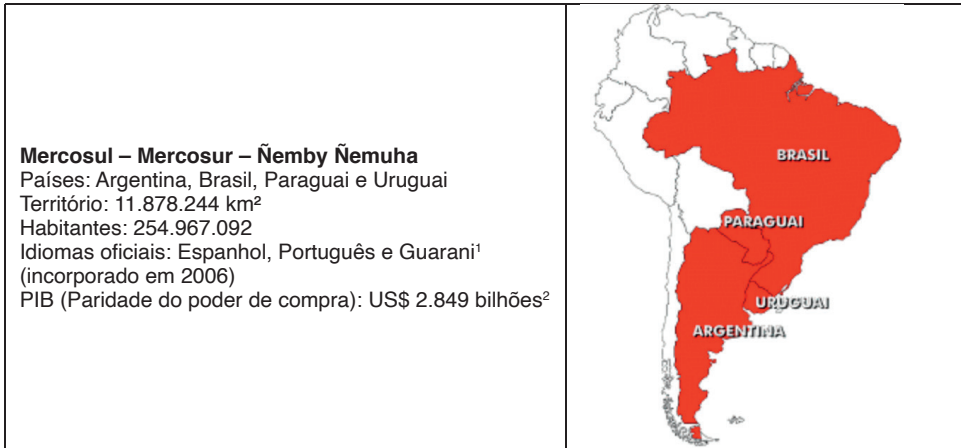 Mercosul – Mercosur – Ñemby Ñemuha
Países: Argentina, Brasil, Paraguai e Uruguai
Território: 11.878.244 km²
Habitantes: 254.967.092
Idiomas oficiais: Espanhol, Português e Guarani¹
(incorporado em 2006)
PIB (Paridade do poder de compra): US$ 2.849 bilhões²
BRASIL
PARAGUAI
URUGUAI
ARGENTINA